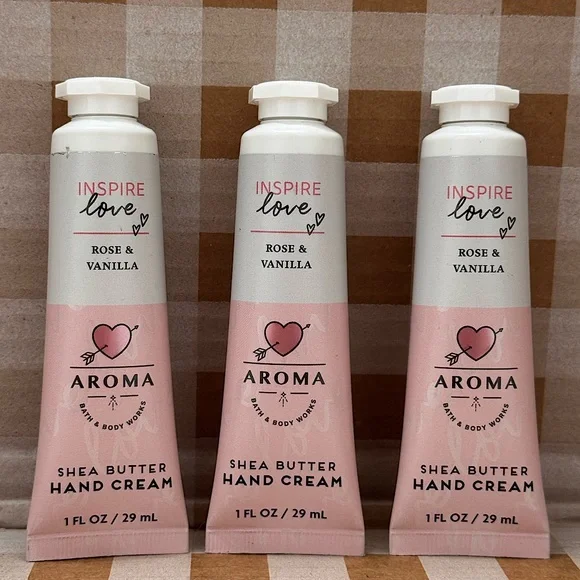 INSPIRE
love
ROSE &
VANILLA
AROMA
BATH & BODY WORKS
SHEA BUTTER
HAND CREAM
1 FL OZ / 29 mL
INSPIRE
love
ROSE &
VANILLA
AROMA
BATH & BODY WORKS
SHEA BUTTER
HAND CREAM
1 FL OZ / 29 mL
INSPIRE
love
ROSE &
VANILLA
AROMA
BATH & BODY WORKS
SHEA BUTTER
HAND CREAM
1 FL OZ / 29 mL